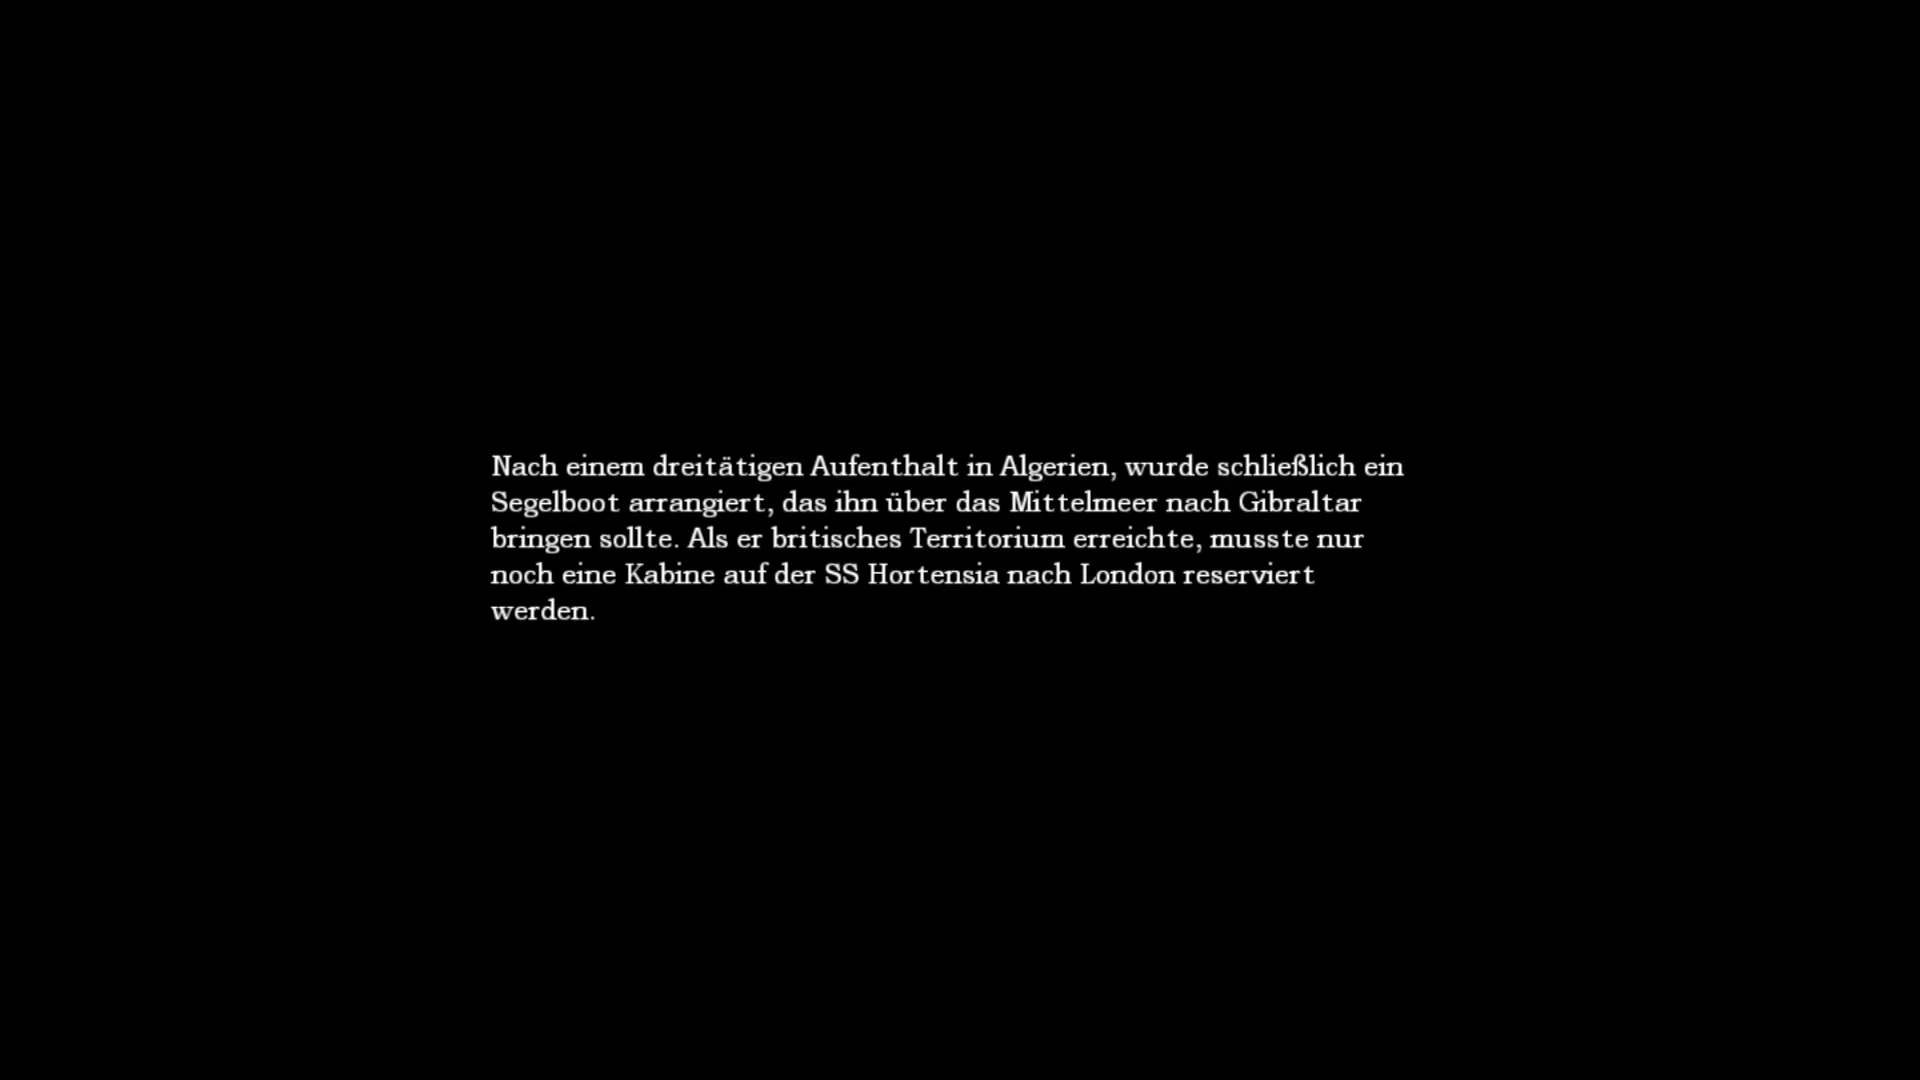 Nach einem dreitätigen Aufenthalt in Algerien, wurde schließlich ein
Segelboot arrangiert, das ihn über das Mittelmeer nach Gibraltar
bringen sollte. Als er britisches Territorium erreichte, musste nur
noch eine Kabine auf der SS Hortensia nach London reserviert
werden.